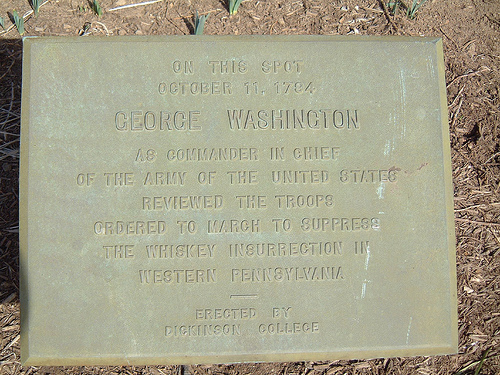 ON THIS SPOT
OCTOBER 11, 1794
GEORGE WASHINGTON
AS COMMANDER IN CHIEF
OF THE ARMY OF THE UNITED STATES
REVIEWED THE TROOPS
ORDERED TO MARCH TO SUPPRESS
THE WHISKEY INSURRECTION IN
WESTERN PENNSYLVANIA
ERECTED BY
DICKINSON COLLEGE